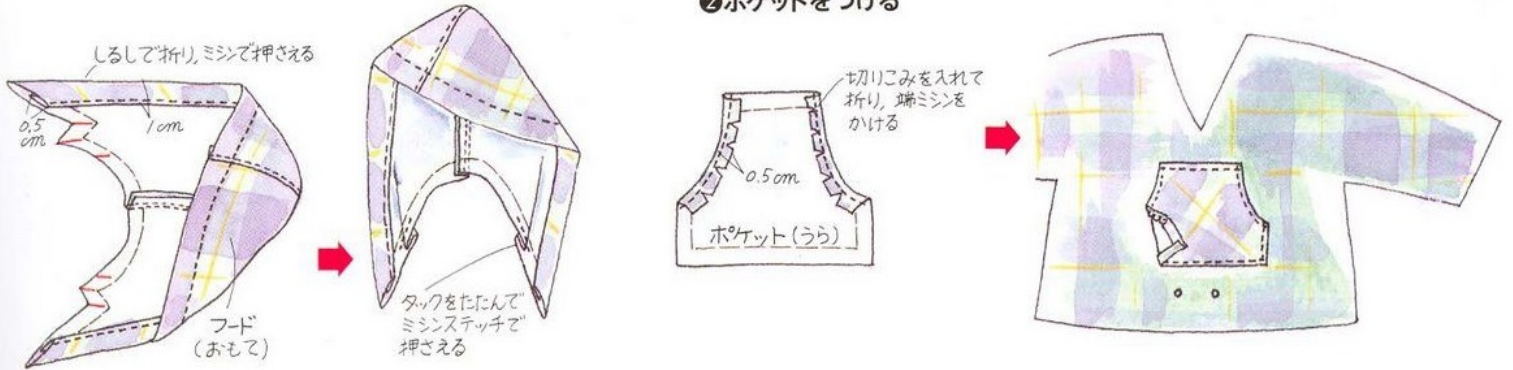 ❷ポケットをつける
しるしで折り,ミシンで押さえる
0.5
cm
1cm
フード
(おもて)
タックをたたんで
ミシンステッチで
押さえる
切りこみを入れて
折り,端ミシンを
かける
0.5cm
ポケット(うら)